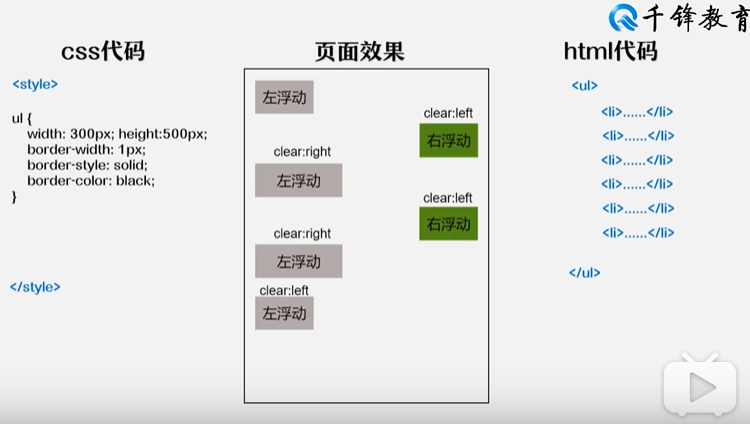 千锋教育
css代码
<style>
ul {
width: 300px; height:500px;
border-width: 1px;
border-style: solid;
border-color: black;
}
</style>
页面效果
左浮动
clear:left
右浮动
clear:right
左浮动
clear:left
右浮动
clear:right
左浮动
clear:left
左浮动
html代码
<ul>
<li>......</li>
<li>......</li>
<li>......</li>
<li>......</li>
<li>......</li>
<li>......</li>
</ul>